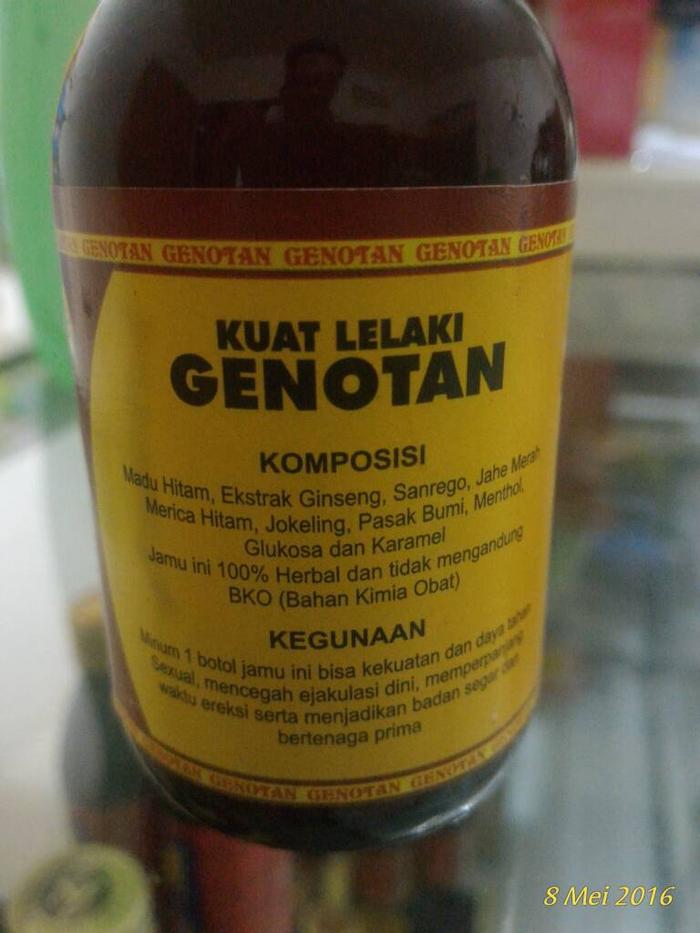 GENOTAN GENOTAN GENOTAN GENOTAN GENOTAN
KUAT LELAKI
GENOTAN
KOMPOSISI
Madu Hitam, Ekstrak Ginseng, Sanrego, Jahe Merah
Merica Hitam, Jokeling, Pasak Bumi, Menthol,
Glukosa dan Karamel
Jamu ini 100% Herbal dan tidak mengandung
BKO (Bahan Kimia Obat)
KEGUNAAN
Minum 1 botol jamu ini bisa kekuatan dan daya tahan
Sexual, mencegah ejakulasi dini, memperpanjang
waktu ereksi serta menjadikan badan segar dan
bertenaga prima
GENOTAN GENOTAN GENOTAN GENOTAN
8 Mei 2016